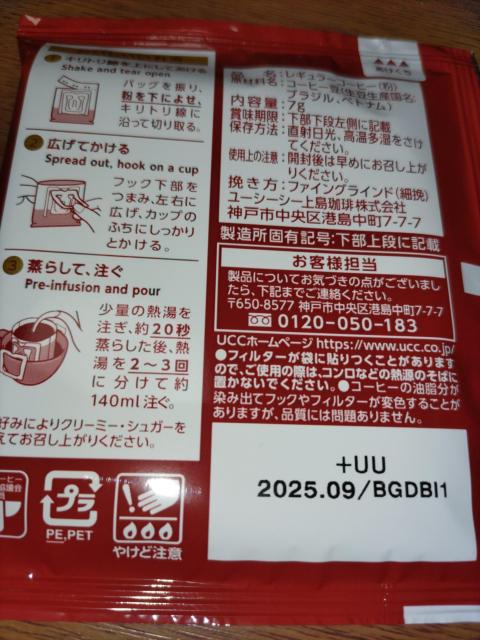 キリトリ線を上にしてあける
Shake and tear open
バッグを振り、
粉を下によせ、
キリトリ線に
沿って切り取る。
2 広げてかける
Spread out, hook on a cup
フック下部を
つまみ、左右に
広げ、カップの
ふちにしっかり
とかける。
3 蒸らして、注ぐ
Pre-infusion and pour
少量の熱湯を
注ぎ、約20秒
蒸らした後、熱
湯を2〜3回
に分けて約
140ml注ぐ。
好みによりクリーミー・シュガーを
えてお召し上がりください。
PE,PET
プラ
やけど注意
あけくち
品名:レギュラーコーヒー(粉)
原材料名:コーヒー豆(生豆生産国名:
ブラジル、ベトナム)
内容量:7g
賞味期限:下部下段左側に記載
保存方法:直射日光、高温多湿をさけ
てください。
使用上の注意:開封後は早めにお召し上が
りください。
挽き方:ファイングラインド(細挽)
ユーシーシー上島珈琲株式会社
神戸市中央区港島中町7-7-7
製造所固有記号:下部上段に記載
お客様担当
製品についてお気づきの点がございまし
たら、下記までご連絡ください。
〒650-8577 神戸市中央区港島中町7-7-7
0120-050-183
UCCホームページ https://www.ucc.co.jp/
●フィルターが袋に貼りつくことがあります
ので、ご使用の際は、コンロなどの熱源のそばに
置かないでください。●コーヒーの油脂分が
染み出てフックやフィルターが変色することが
ありますが、品質には問題ありません。
+UU
2025.09/BGDBI1